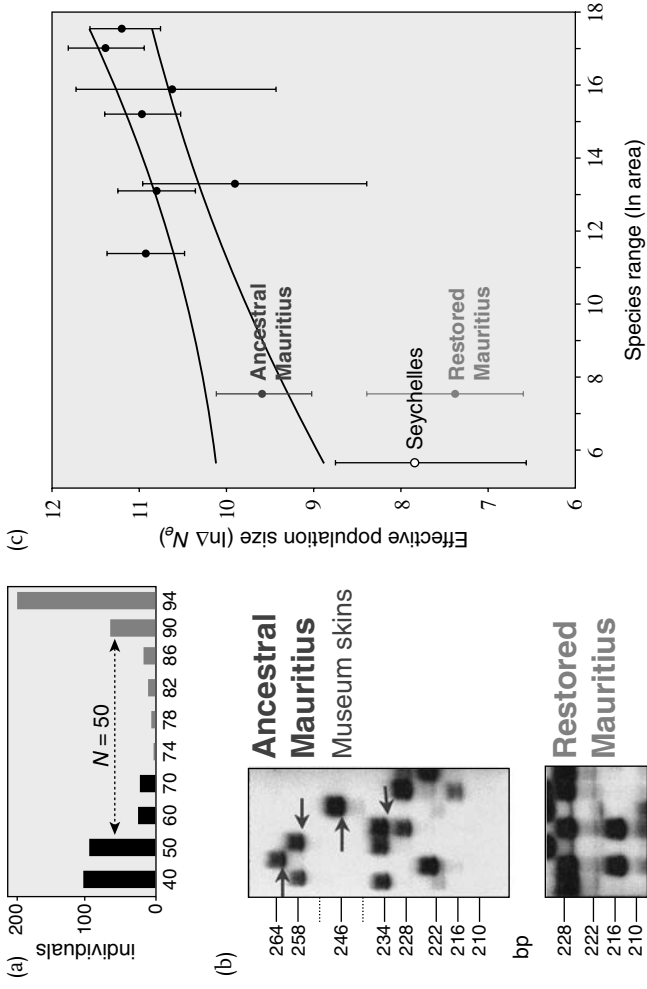 (a)
individuals
200
100
0
N = 50
40 50 60 70 74 78 82 86 90 94
(b)
264
258
246
234
228
222
216
210
bp
Ancestral
Mauritius
Museum skins
228
222
216
210
Restored
Mauritius
(c)
Effective population size (lnΔ Ne)
12
11
10
9
8
7
6
Ancestral
Mauritius
Seychelles
Restored
Mauritius
6 8 10 11 12 14 16 18
Species range (ln area)